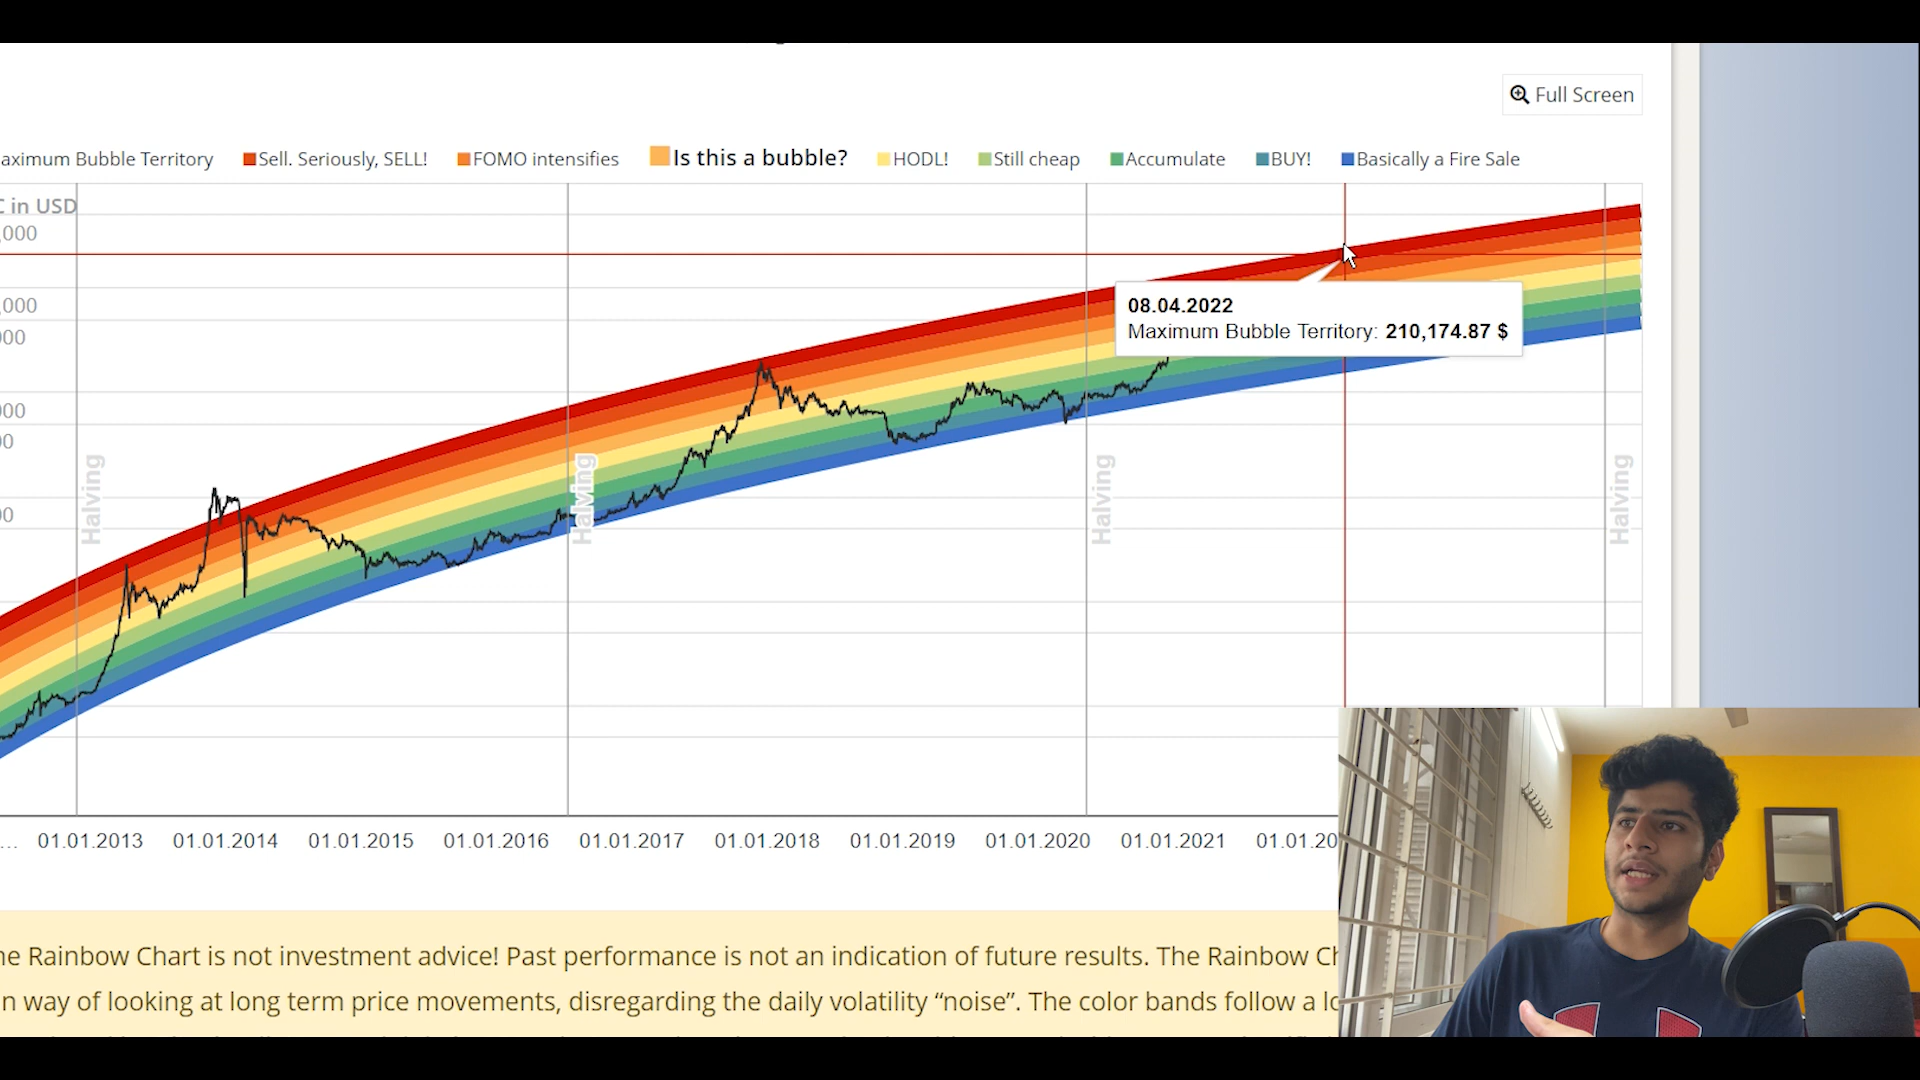 Full Screen
aximum Bubble Territory Sell. Seriously, SELL! FOMO intensifies Is this a bubble? HODL! Still cheap Accumulate BUY! Basically a Fire Sale
C in USD
,000
,000
000
000
00
00
08.04.2022
Maximum Bubble Territory: 210,174.87 $
Halving
Halving
Halving
Halving
... 01.01.2013 01.01.2014 01.01.2015 01.01.2016 01.01.2017 01.01.2018 01.01.2019 01.01.2020 01.01.2021 01.01.20
he Rainbow Chart is not investment advice! Past performance is not an indication of future results. The Rainbow Ch
n way of looking at long term price movements, disregarding the daily volatility “noise”. The color bands follow a lo